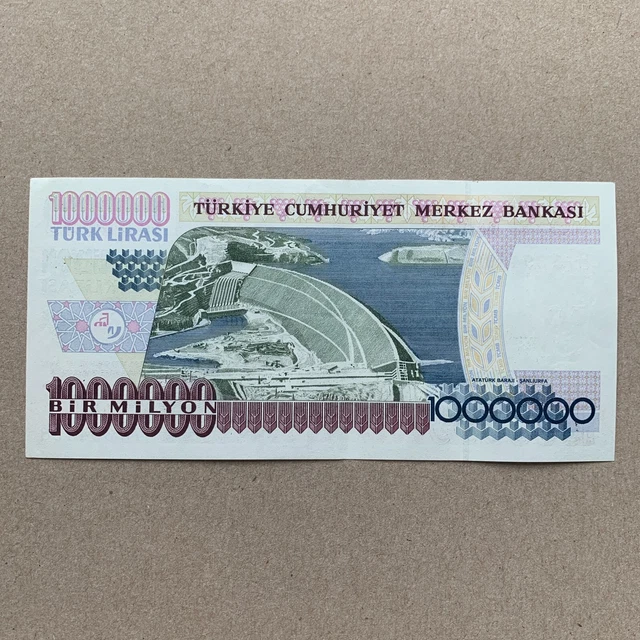 1000000
TÜRK LİRASI
TÜRKİYE CUMHURİYET MERKEZ BANKASI
ATATÜRK BARAJI - ŞANLIURFA
1000000
BİR MİLYON
1000000